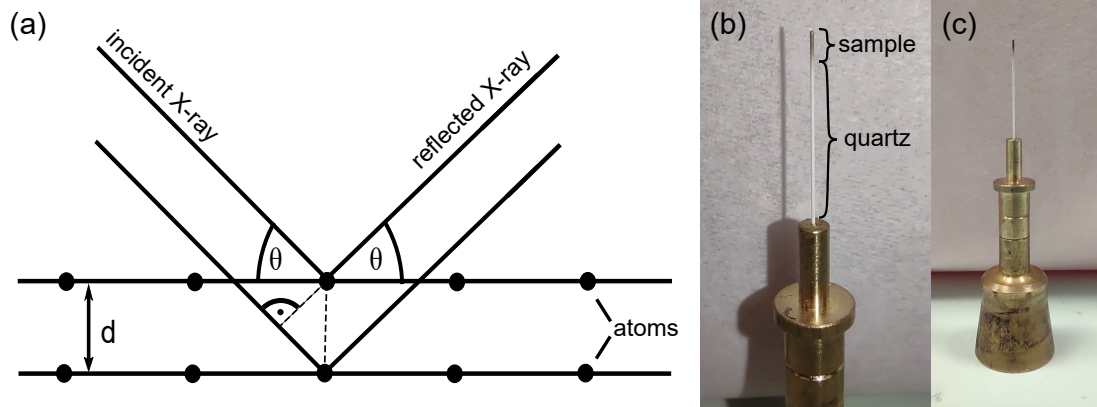 (a)
incident X-ray
reflected X-ray
θ
θ
d
atoms
(b)
sample
quartz
(c)